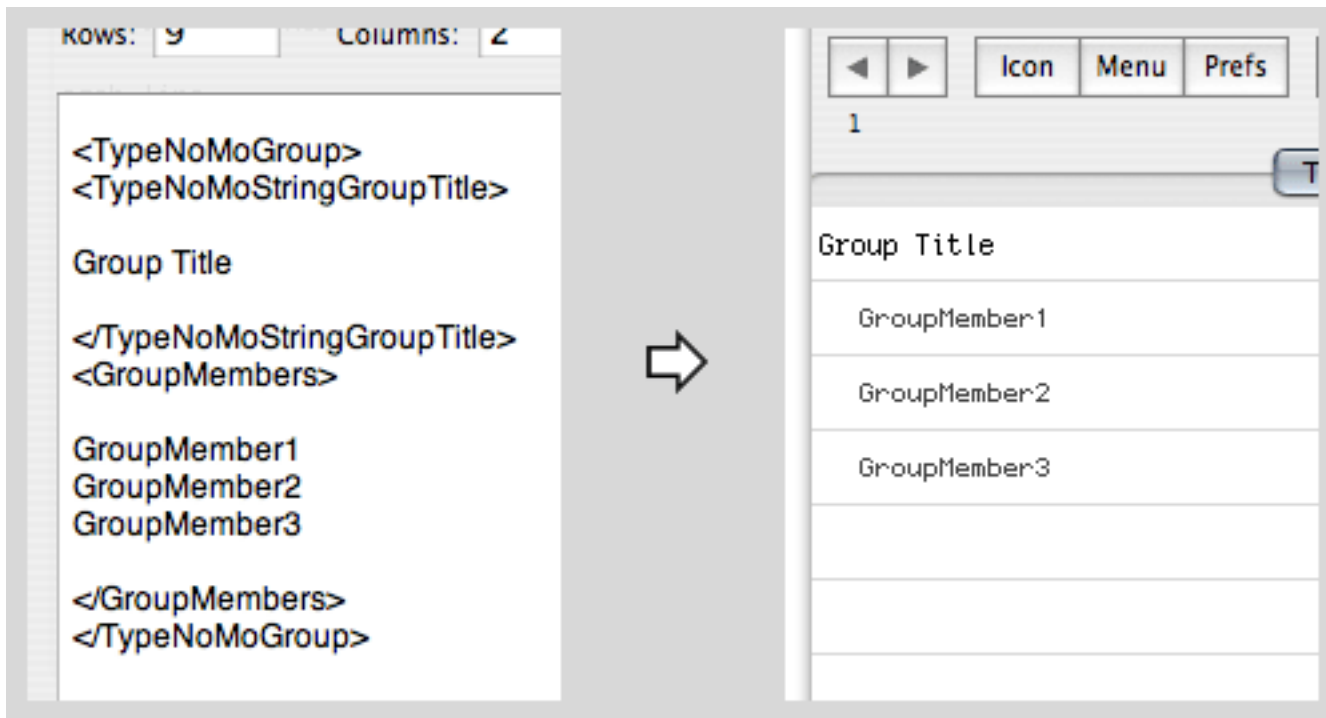 Rows: 9 Columns: 2
<TypeNoMoGroup>
<TypeNoMoStringGroupTitle>
Group Title
</TypeNoMoStringGroupTitle>
<GroupMembers>
GroupMember1
GroupMember2
GroupMember3
</GroupMembers>
</TypeNoMoGroup>
Icon Menu Prefs
1
T
Group Title
GroupMember1
GroupMember2
GroupMember3